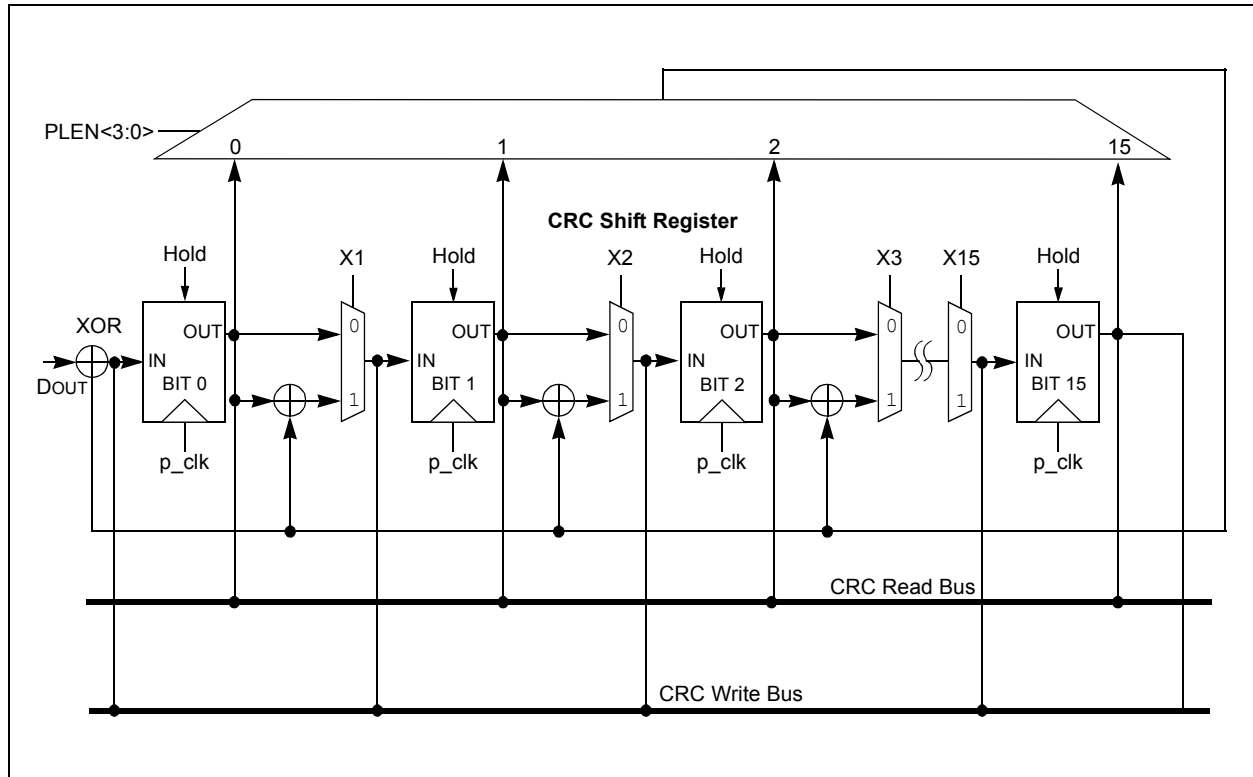 PLEN<3:0>
0 1 2 15
CRC Shift Register
Hold X1 Hold X2 Hold X3 X15 Hold
XOR OUT 0 OUT 0 OUT 0 0 OUT
IN IN IN IN
DOUT BIT 0 1 BIT 1 1 BIT 2 1 1 BIT 15
p_clk p_clk p_clk p_clk
CRC Read Bus
CRC Write Bus